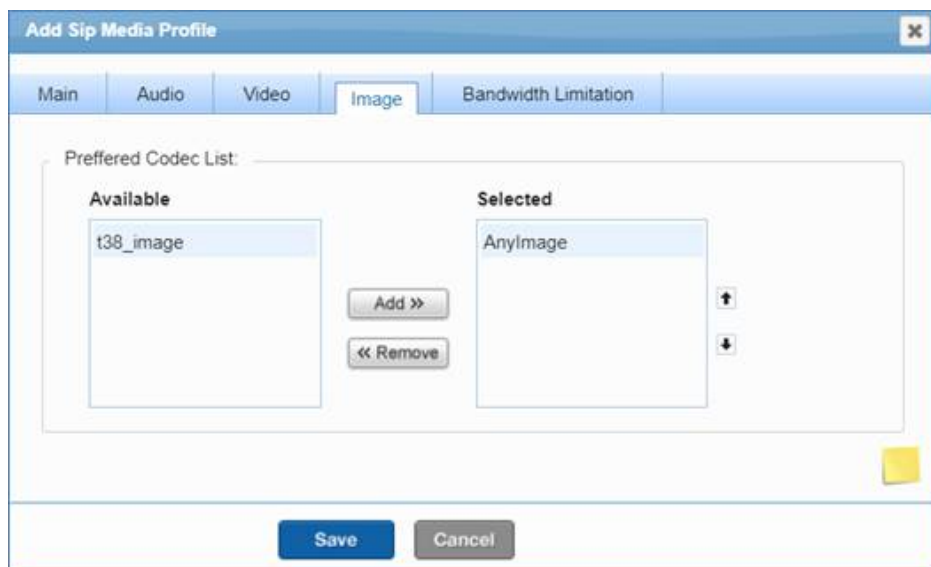 Add Sip Media Profile
Main Audio Video Image Bandwidth Limitation
Preffered Codec List:
Available Selected
t38_image AnyImage
Add »
« Remove
Save Cancel